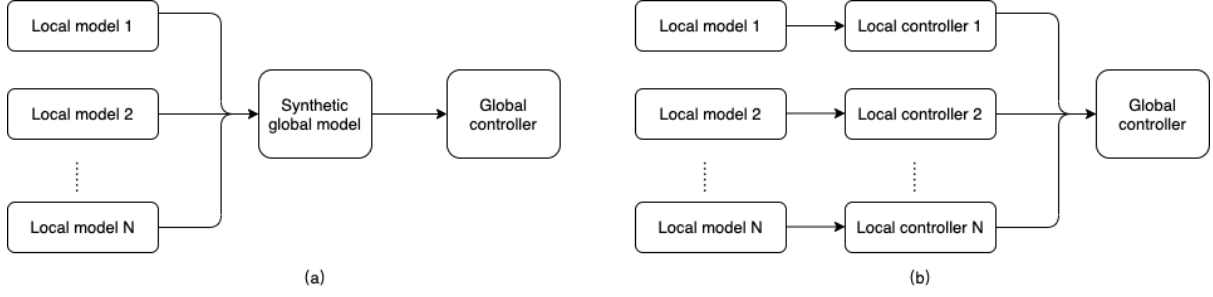 Local model 1
Local model 2
Local model N
Synthetic
global model
Global
controller
(a)
Local model 1
Local controller 1
Local model 2
Local controller 2
Local model N
Local controller N
Global
controller
(b)